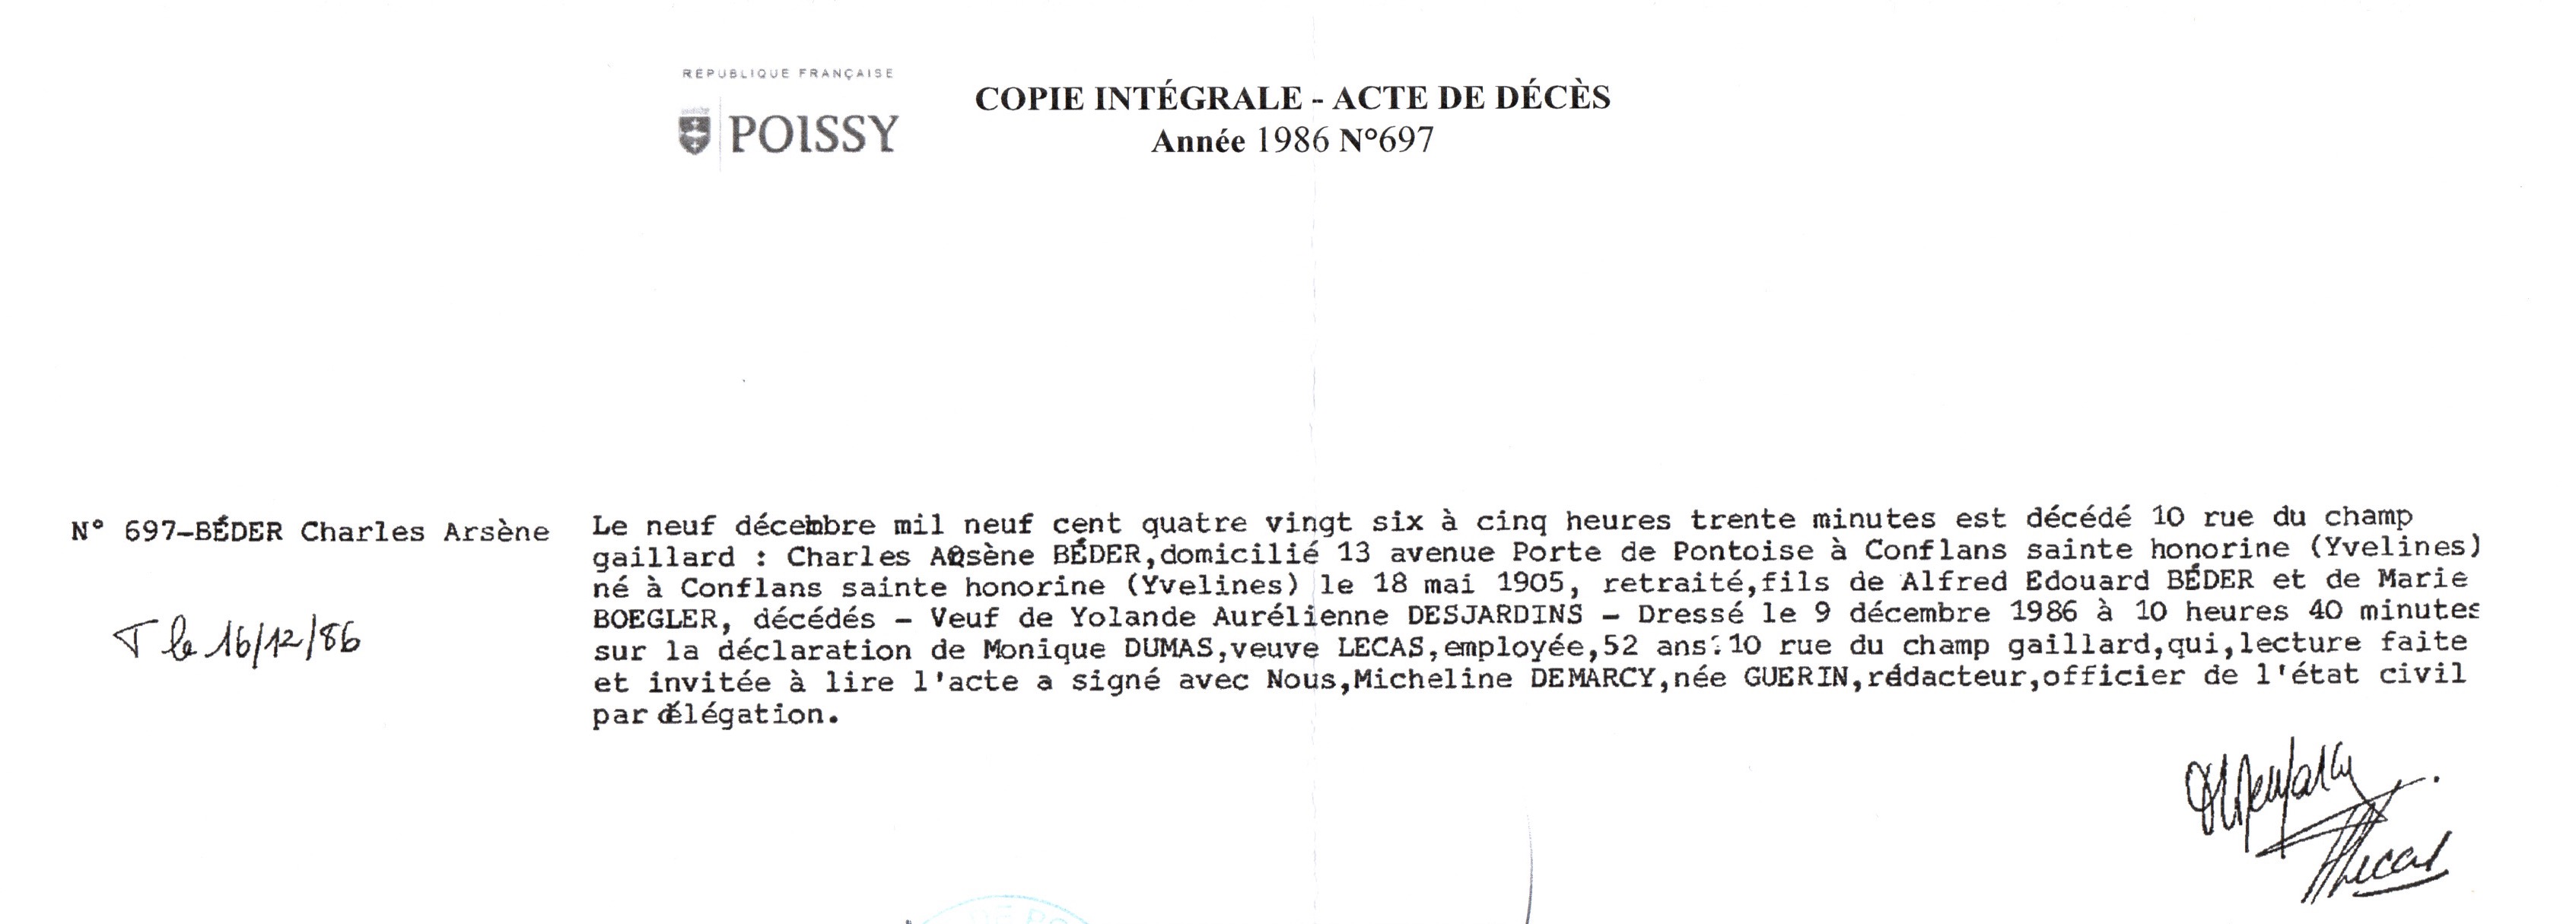 RÉPUBLIQUE FRANÇAISE
POISSY
COPIE INTÉGRALE - ACTE DE DÉCÈS
Année 1986 N°697
N° 697-BÉDER Charles Arsène
T le 16/12/86
Le neuf décembre mil neuf cent quatre vingt six à cinq heures trente minutes est décédé 10 rue du champ
gaillard : Charles Arsène BÉDER,domicilié 13 avenue Porte de Pontoise à Conflans sainte honorine (Yvelines)
né à Conflans sainte honorine (Yvelines) le 18 mai 1905, retraité,fils de Alfred Edouard BÉDER et de Marie
BOEGLER, décédés - Veuf de Yolande Aurélienne DESJARDINS - Dressé le 9 décembre 1986 à 10 heures 40 minutes
sur la déclaration de Monique DUMAS,veuve LECAS,employée,52 ans:10 rue du champ gaillard,qui,lecture faite
et invitée à lire l'acte a signé avec Nous,Micheline DEMARCY,née GUERIN,rédacteur,officier de l'état civil
par délégation.
Lecas